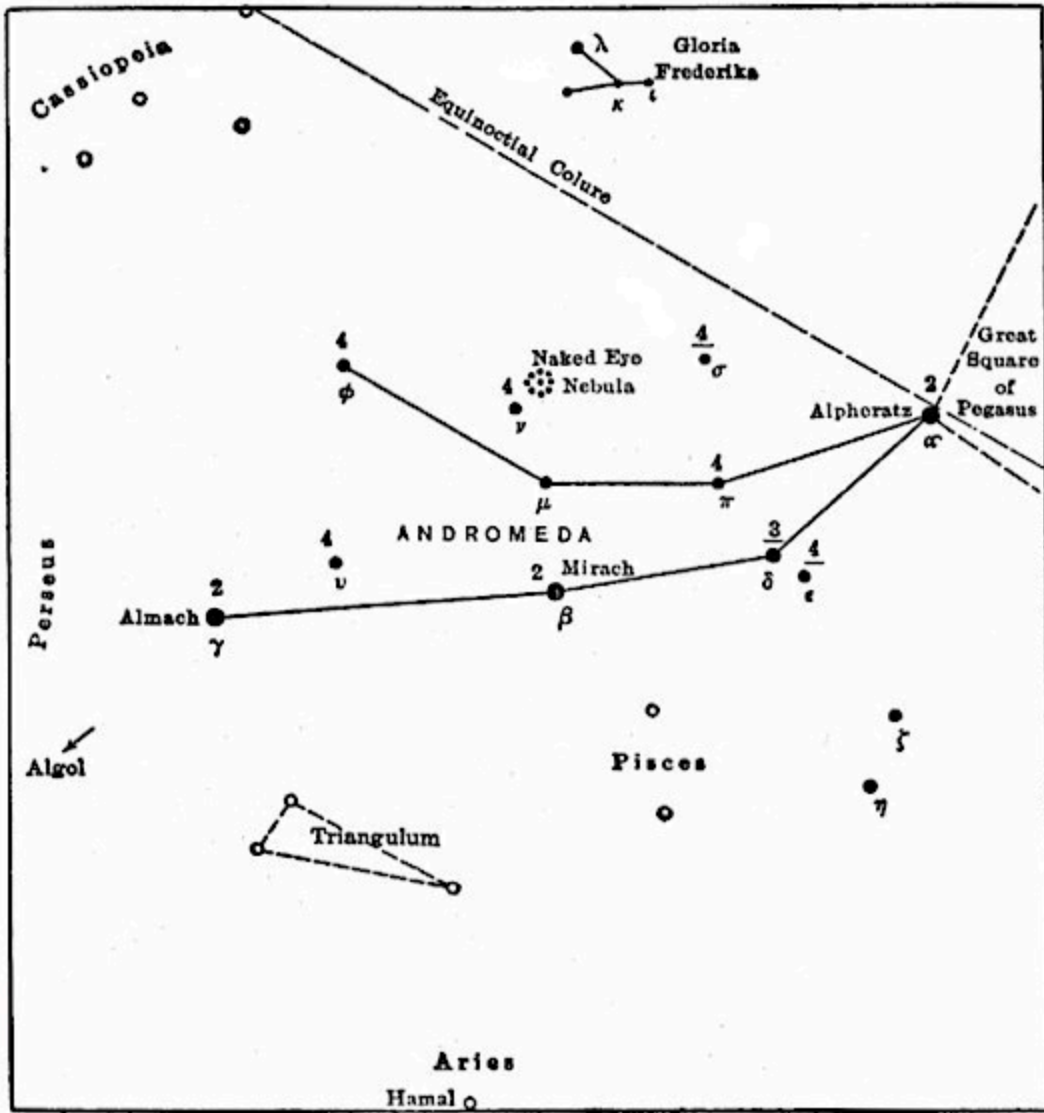 Cassiopeia
λ
Gloria
Frederika
κ
ι
Equinoctial Colure
4
φ
4
ν
Naked Eye
Nebula
4
σ
Great
Square
of
Pegasus
2
Alpheratz
α
μ
4
π
ANDROMEDA
4
υ
2
Mirach
β
3
δ
4
ε
Perseus
2
Almach
γ
Algol
Pisces
ζ
η
Triangulum
Aries
Hamal